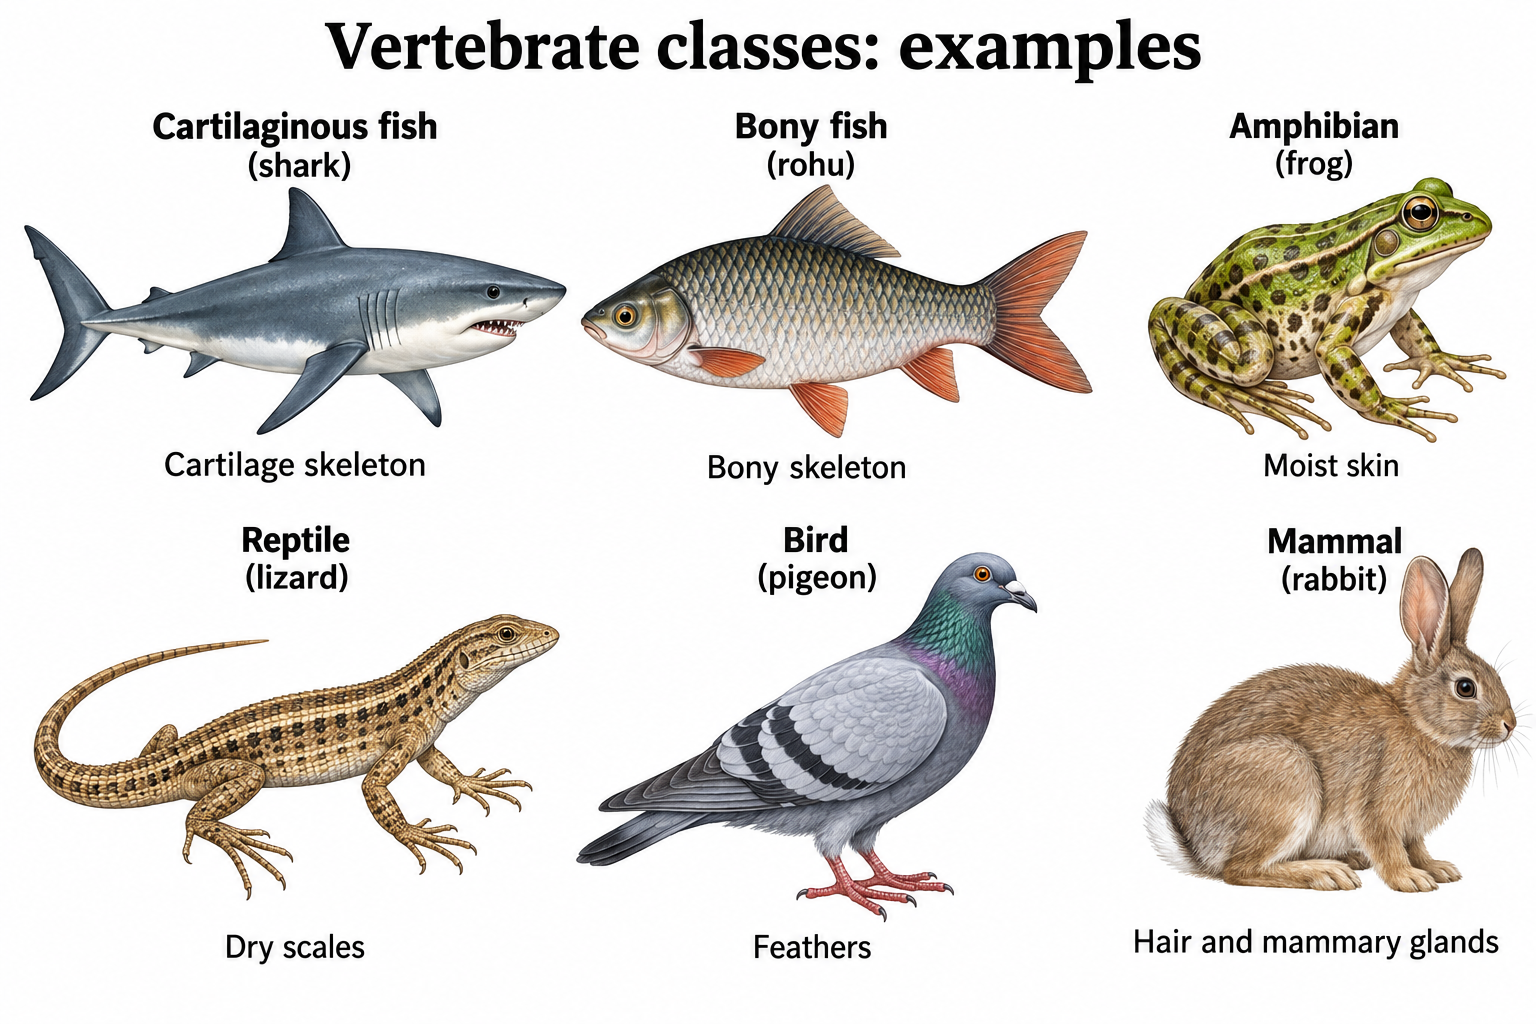 Vertebrate classes: examples
Cartilaginous fish
(shark)
Bony fish
(rohu)
Amphibian
(frog)
Cartilage skeleton
Bony skeleton
Moist skin
Reptile
(lizard)
Bird
(pigeon)
Mammal
(rabbit)
Dry scales
Feathers
Hair and mammary glands